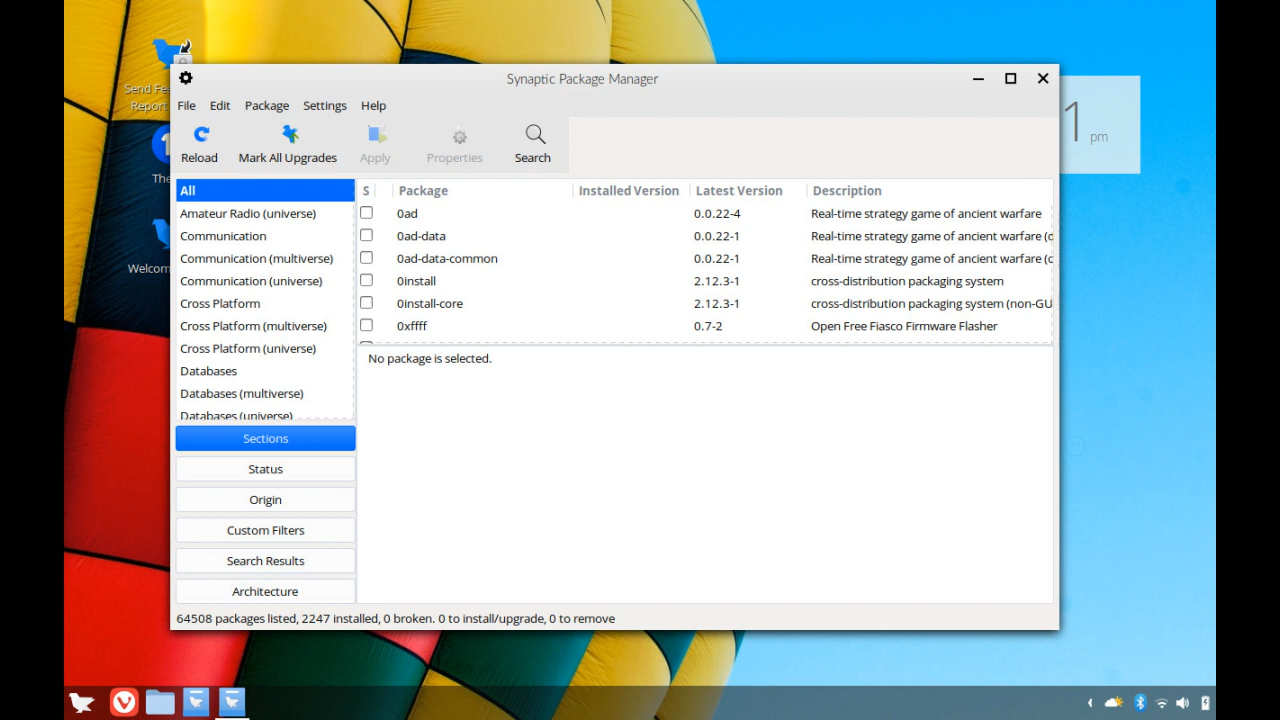 Send Fe
Report
The
Welcom
Synaptic Package Manager
File Edit Package Settings Help
Reload Mark All Upgrades Apply Properties Search
1 pm
All
Amateur Radio (universe)
Communication
Communication (multiverse)
Communication (universe)
Cross Platform
Cross Platform (multiverse)
Cross Platform (universe)
Databases
Databases (multiverse)
Databases (universe)
Sections
Status
Origin
Custom Filters
Search Results
Architecture
S Package Installed Version Latest Version Description
0ad 0.0.22-4 Real-time strategy game of ancient warfare
0ad-data 0.0.22-1 Real-time strategy game of ancient warfare (d
0ad-data-common 0.0.22-1 Real-time strategy game of ancient warfare (c
0install 2.12.3-1 cross-distribution packaging system
0install-core 2.12.3-1 cross-distribution packaging system (non-GU
0xffff 0.7-2 Open Free Fiasco Firmware Flasher
No package is selected.
64508 packages listed, 2247 installed, 0 broken. 0 to install/upgrade, 0 to remove